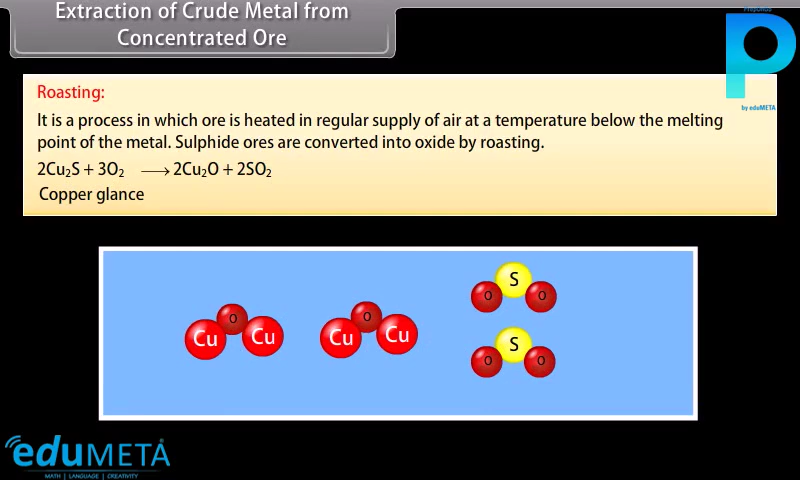 Extraction of Crude Metal from
Concentrated Ore
Preponus
by eduMETA
Roasting:
It is a process in which ore is heated in regular supply of air at a temperature below the melting
point of the metal. Sulphide ores are converted into oxide by roasting.
2Cu₂S + 3O₂ ⟶ 2Cu₂O + 2SO₂
Copper glance
O Cu Cu
O Cu Cu
S O O
S O O
eduMETA
MATH | LANGUAGE | CREATIVITY